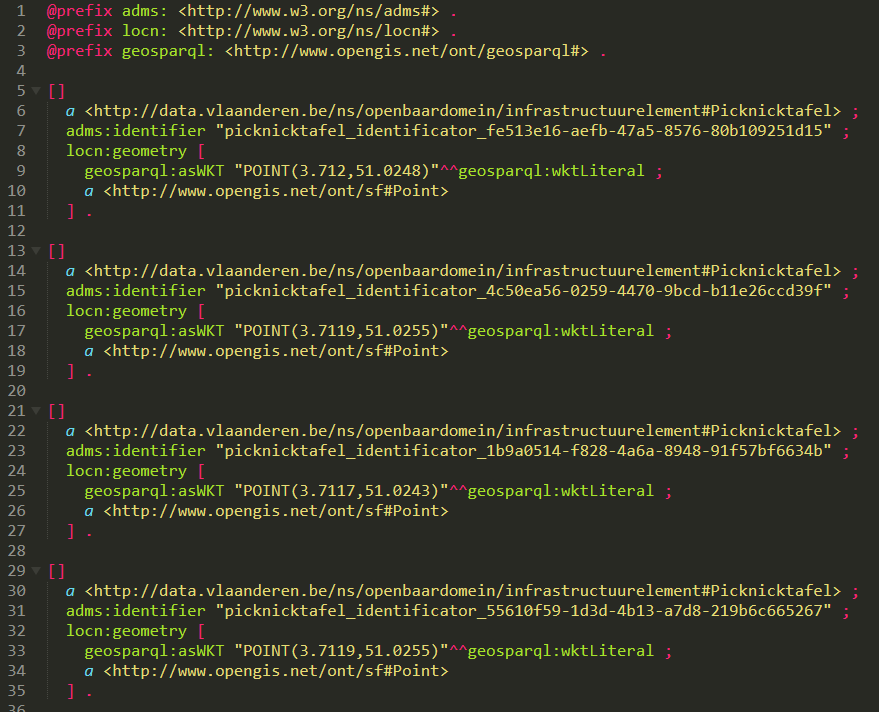 1 @prefix adms: <http://www.w3.org/ns/adms#> .
2 @prefix locn: <http://www.w3.org/ns/locn#> .
3 @prefix geosparql: <http://www.opengis.net/ont/geosparql#> .
4
5 []
6 a <http://data.vlaanderen.be/ns/openbaardomein/infrastructuurelement#Picknicktafel> ;
7 adms:identifier "picknicktafel_identificator_fe513e16-aefb-47a5-8576-80b109251d15" ;
8 locn:geometry [
9 geosparql:asWKT "POINT(3.712,51.0248)"^^geosparql:wktLiteral ;
10 a <http://www.opengis.net/ont/sf#Point>
11 ] .
12
13 []
14 a <http://data.vlaanderen.be/ns/openbaardomein/infrastructuurelement#Picknicktafel> ;
15 adms:identifier "picknicktafel_identificator_4c50ea56-0259-4470-9bcd-b11e26ccd39f" ;
16 locn:geometry [
17 geosparql:asWKT "POINT(3.7119,51.0255)"^^geosparql:wktLiteral ;
18 a <http://www.opengis.net/ont/sf#Point>
19 ] .
20
21 []
22 a <http://data.vlaanderen.be/ns/openbaardomein/infrastructuurelement#Picknicktafel> ;
23 adms:identifier "picknicktafel_identificator_1b9a0514-f828-4a6a-8948-91f57bf6634b" ;
24 locn:geometry [
25 geosparql:asWKT "POINT(3.7117,51.0243)"^^geosparql:wktLiteral ;
26 a <http://www.opengis.net/ont/sf#Point>
27 ] .
28
29 []
30 a <http://data.vlaanderen.be/ns/openbaardomein/infrastructuurelement#Picknicktafel> ;
31 adms:identifier "picknicktafel_identificator_55610f59-1d3d-4b13-a7d8-219b6c665267" ;
32 locn:geometry [
33 geosparql:asWKT "POINT(3.7119,51.0255)"^^geosparql:wktLiteral ;
34 a <http://www.opengis.net/ont/sf#Point>
35 ] .
36